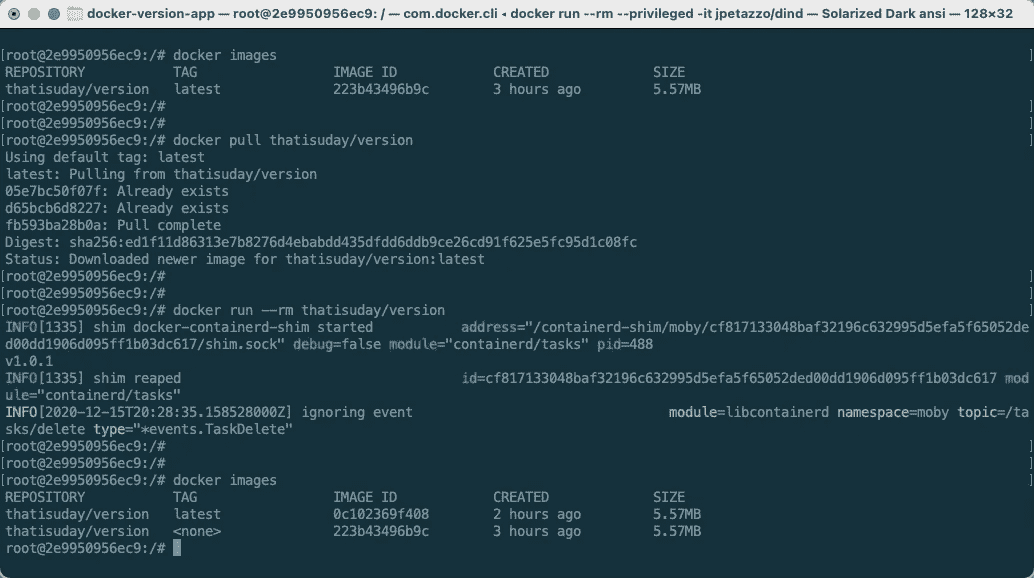 docker-version-app — root@2e9950956ec9: / — com.docker.cli ◂ docker run --rm --privileged -it jpetazzo/dind — Solarized Dark ansi — 128×32
[root@2e9950956ec9:/# docker images ]
REPOSITORY TAG IMAGE ID CREATED SIZE
thatisuday/version latest 223b43496b9c 3 hours ago 5.57MB
[root@2e9950956ec9:/# ]
[root@2e9950956ec9:/# ]
[root@2e9950956ec9:/# docker pull thatisuday/version ]
Using default tag: latest
latest: Pulling from thatisuday/version
05e7bc50f07f: Already exists
d65bcb6d8227: Already exists
fb593ba28b0a: Pull complete
Digest: sha256:ed1f11d86313e7b8276d4ebabdd435dfdd6ddb9ce26cd91f625e5fc95d1c08fc
Status: Downloaded newer image for thatisuday/version:latest
[root@2e9950956ec9:/# ]
[root@2e9950956ec9:/# ]
[root@2e9950956ec9:/# docker run --rm thatisuday/version ]
INFO[1335] shim docker-containerd-shim started address="/containerd-shim/moby/cf817133048baf32196c632995d5efa5f65052de
d00dd1906d095ff1b03dc617/shim.sock" debug=false module="containerd/tasks" pid=488
v1.0.1
INFO[1335] shim reaped id=cf817133048baf32196c632995d5efa5f65052ded00dd1906d095ff1b03dc617 mod
ule="containerd/tasks"
INFO[2020-12-15T20:28:35.158528000Z] ignoring event module=libcontainerd namespace=moby topic=/ta
sks/delete type="*events.TaskDelete"
[root@2e9950956ec9:/# ]
[root@2e9950956ec9:/# ]
[root@2e9950956ec9:/# docker images ]
REPOSITORY TAG IMAGE ID CREATED SIZE
thatisuday/version latest 0c102369f408 2 hours ago 5.57MB
thatisuday/version <none> 223b43496b9c 3 hours ago 5.57MB
root@2e9950956ec9:/#